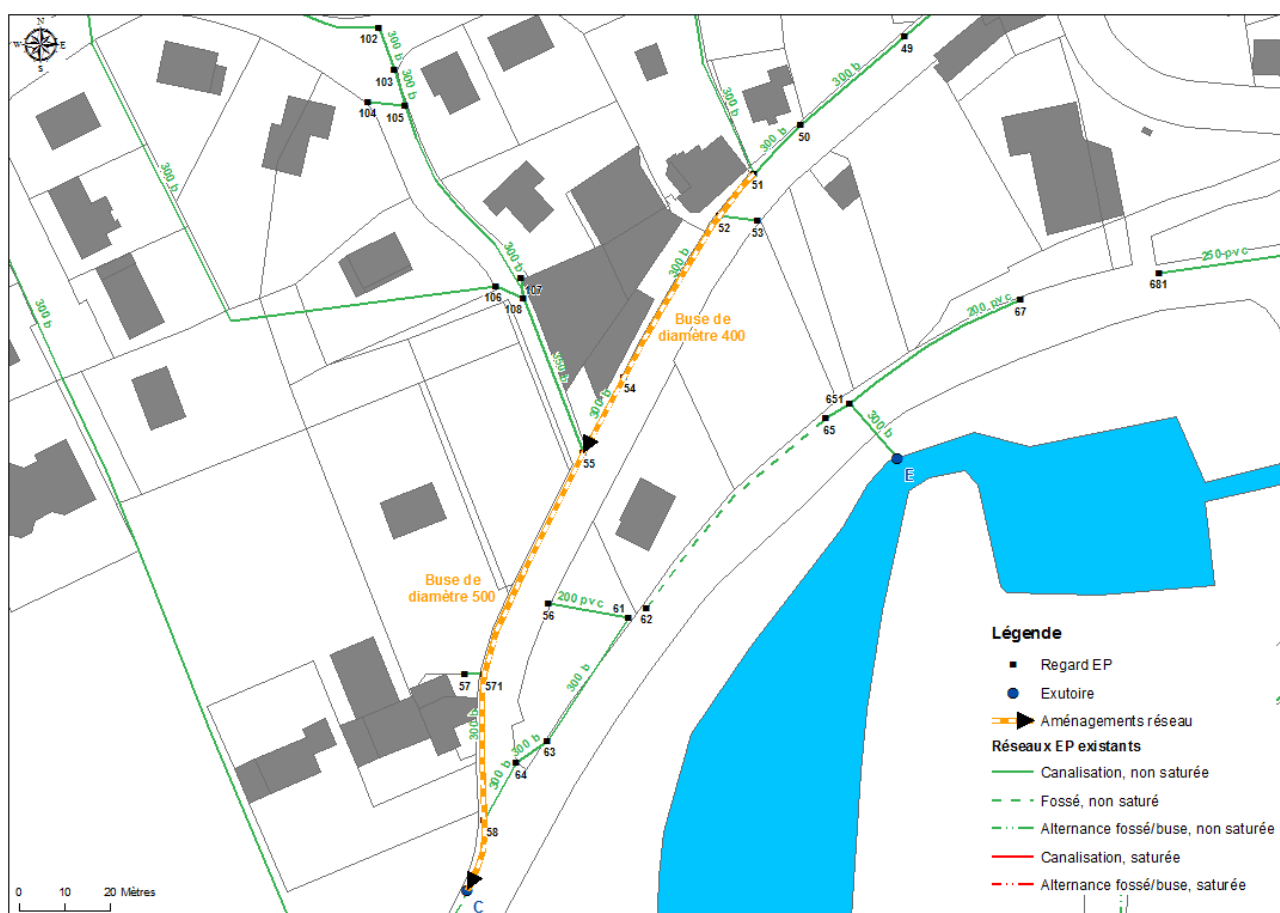 N
W E
S
102
300 b
103
300 b
104
105
300 b
300 b
300 b
49
300 b
50
300 b
51
52
53
300 b
300 b
106
107
108
350 b
Buse de
diamètre 400
54
300 b
55
250 pvc
681
200 pvc
67
651
65
300 b
E
Buse de
diamètre 500
200 pvc
56
61
62
300 b
57
571
300 b
63
300 b
64
300 b
58
C
0 10 20 Mètres
Légende
Regard EP
Exutoire
Aménagements réseau
Réseaux EP existants
Canalisation, non saturée
Fossé, non saturé
Alternance fossé/buse, non saturée
Canalisation, saturée
Alternance fossé/buse, saturée